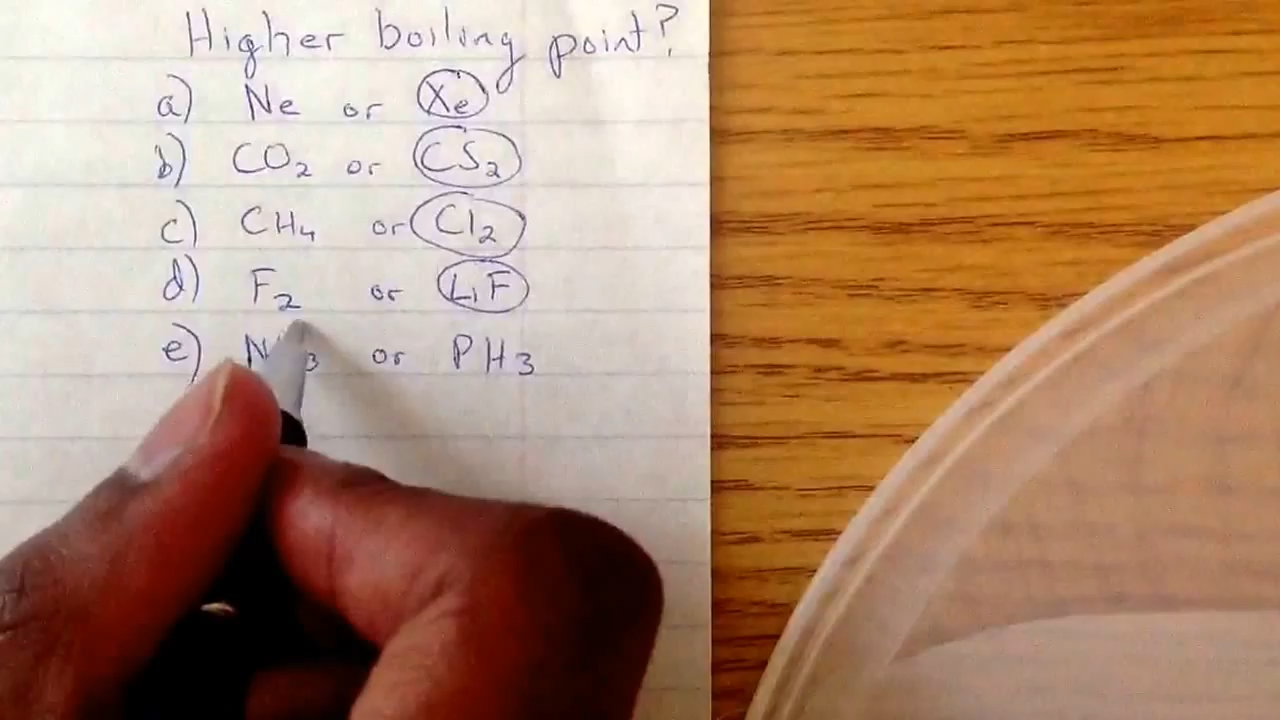 Higher boiling point?
a) Ne or Xe
b) CO₂ or CS₂
c) CH₄ or Cl₂
d) F₂ or LiF
e) or PH₃